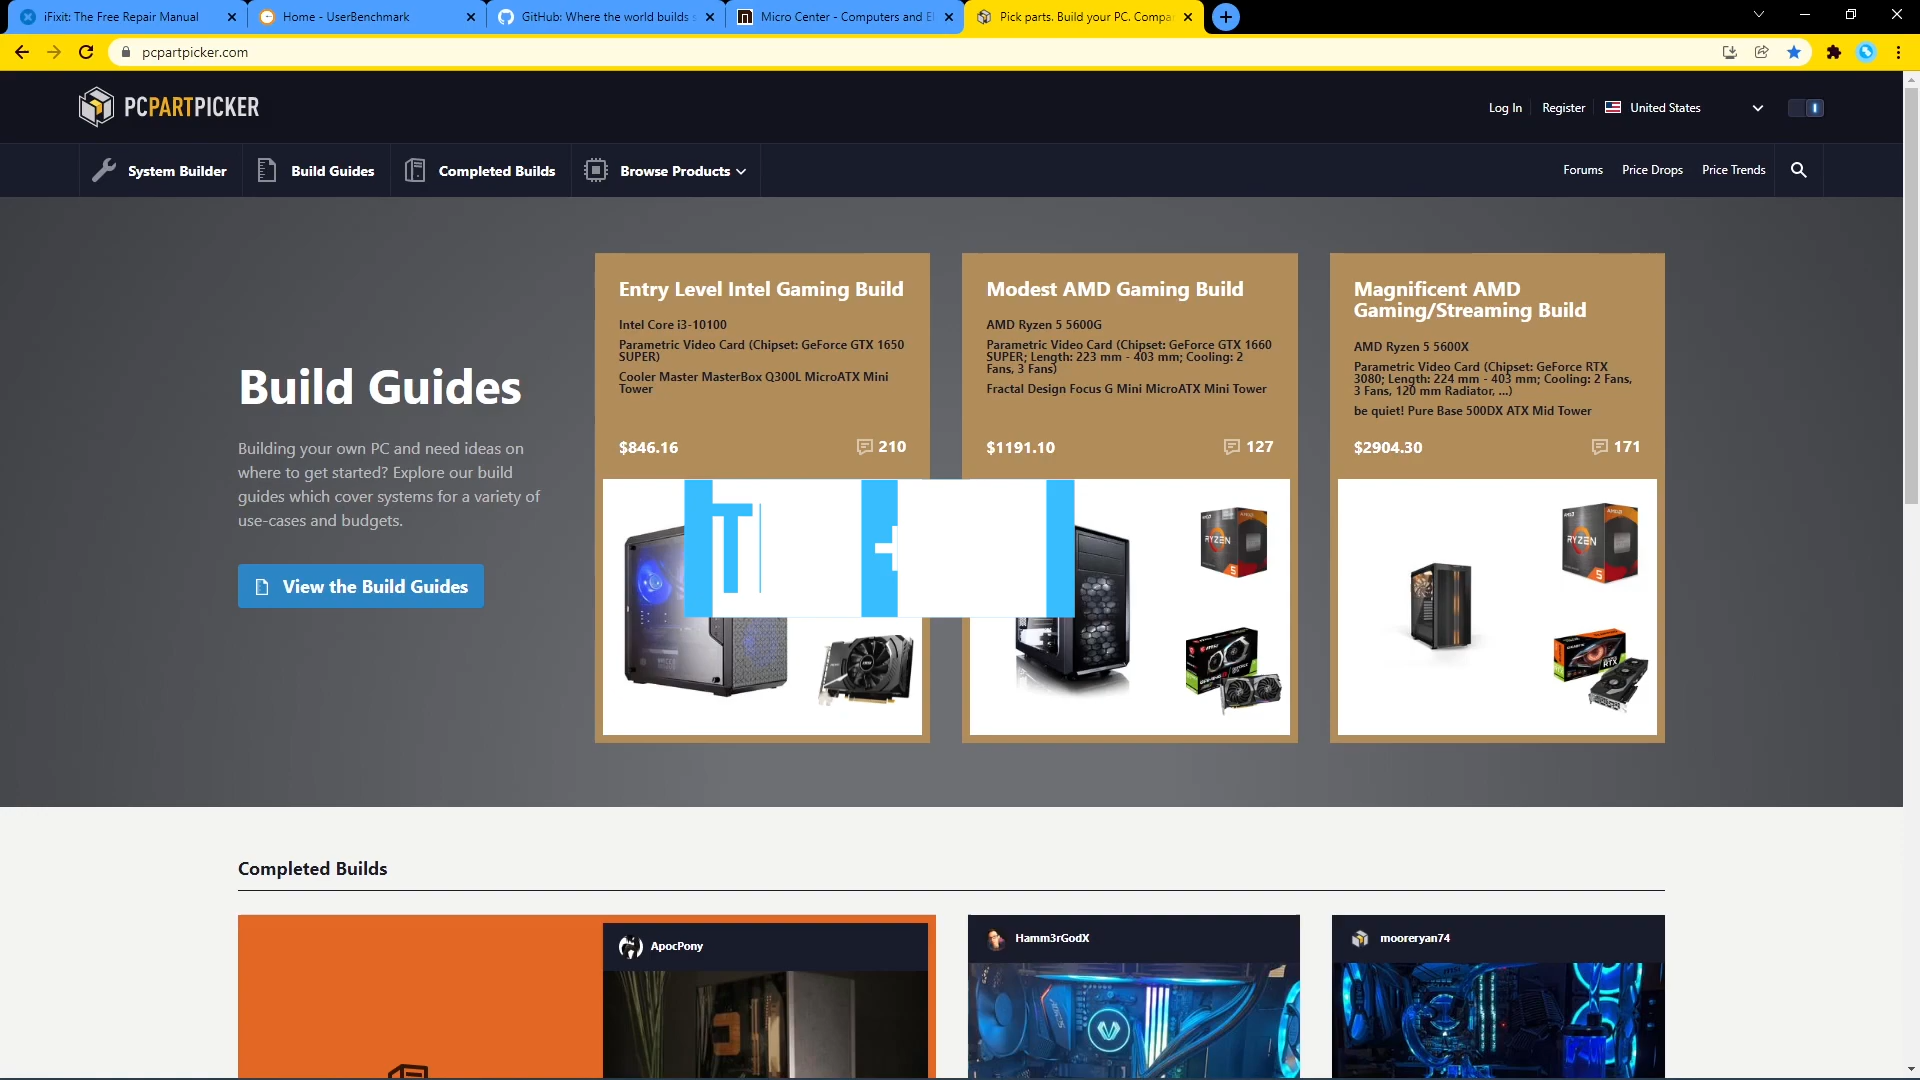 iFixit: The Free Repair Manual
Home - UserBenchmark
GitHub: Where the world builds s
Micro Center - Computers and El
Pick parts. Build your PC. Compa
pcpartpicker.com
PCPARTPICKER
Log In
Register
United States
System Builder
Build Guides
Completed Builds
Browse Products
Forums
Price Drops
Price Trends
Build Guides
Building your own PC and need ideas on
where to get started? Explore our build
guides which cover systems for a variety of
use-cases and budgets.
View the Build Guides
Entry Level Intel Gaming Build
Intel Core i3-10100
Parametric Video Card (Chipset: GeForce GTX 1650
SUPER)
Cooler Master MasterBox Q300L MicroATX Mini
Tower
$846.16
210
Modest AMD Gaming Build
AMD Ryzen 5 5600G
Parametric Video Card (Chipset: GeForce GTX 1660
SUPER; Length: 223 mm - 403 mm; Cooling: 2
Fans, 3 Fans)
Fractal Design Focus G Mini MicroATX Mini Tower
$1191.10
127
Magnificent AMD
Gaming/Streaming Build
AMD Ryzen 5 5600X
Parametric Video Card (Chipset: GeForce RTX
3080; Length: 224 mm - 403 mm; Cooling: 2 Fans,
3 Fans, 120 mm Radiator, ...)
be quiet! Pure Base 500DX ATX Mid Tower
$2904.30
171
T
RYZEN
5
RYZEN
5
Completed Builds
ApocPony
Hamm3rGodX
mooreryan74